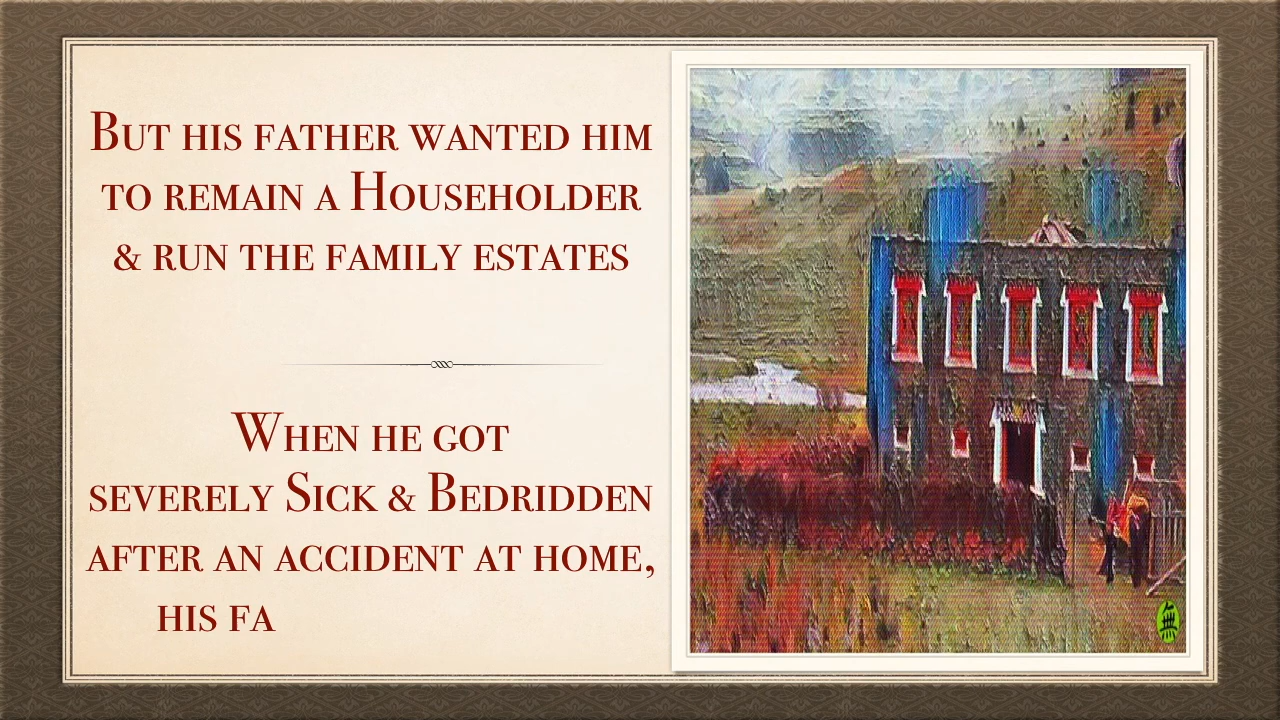 But his father wanted him
to remain a Householder
& run the family estates
When he got
severely Sick & Bedridden
after an accident at home,
his fa
無